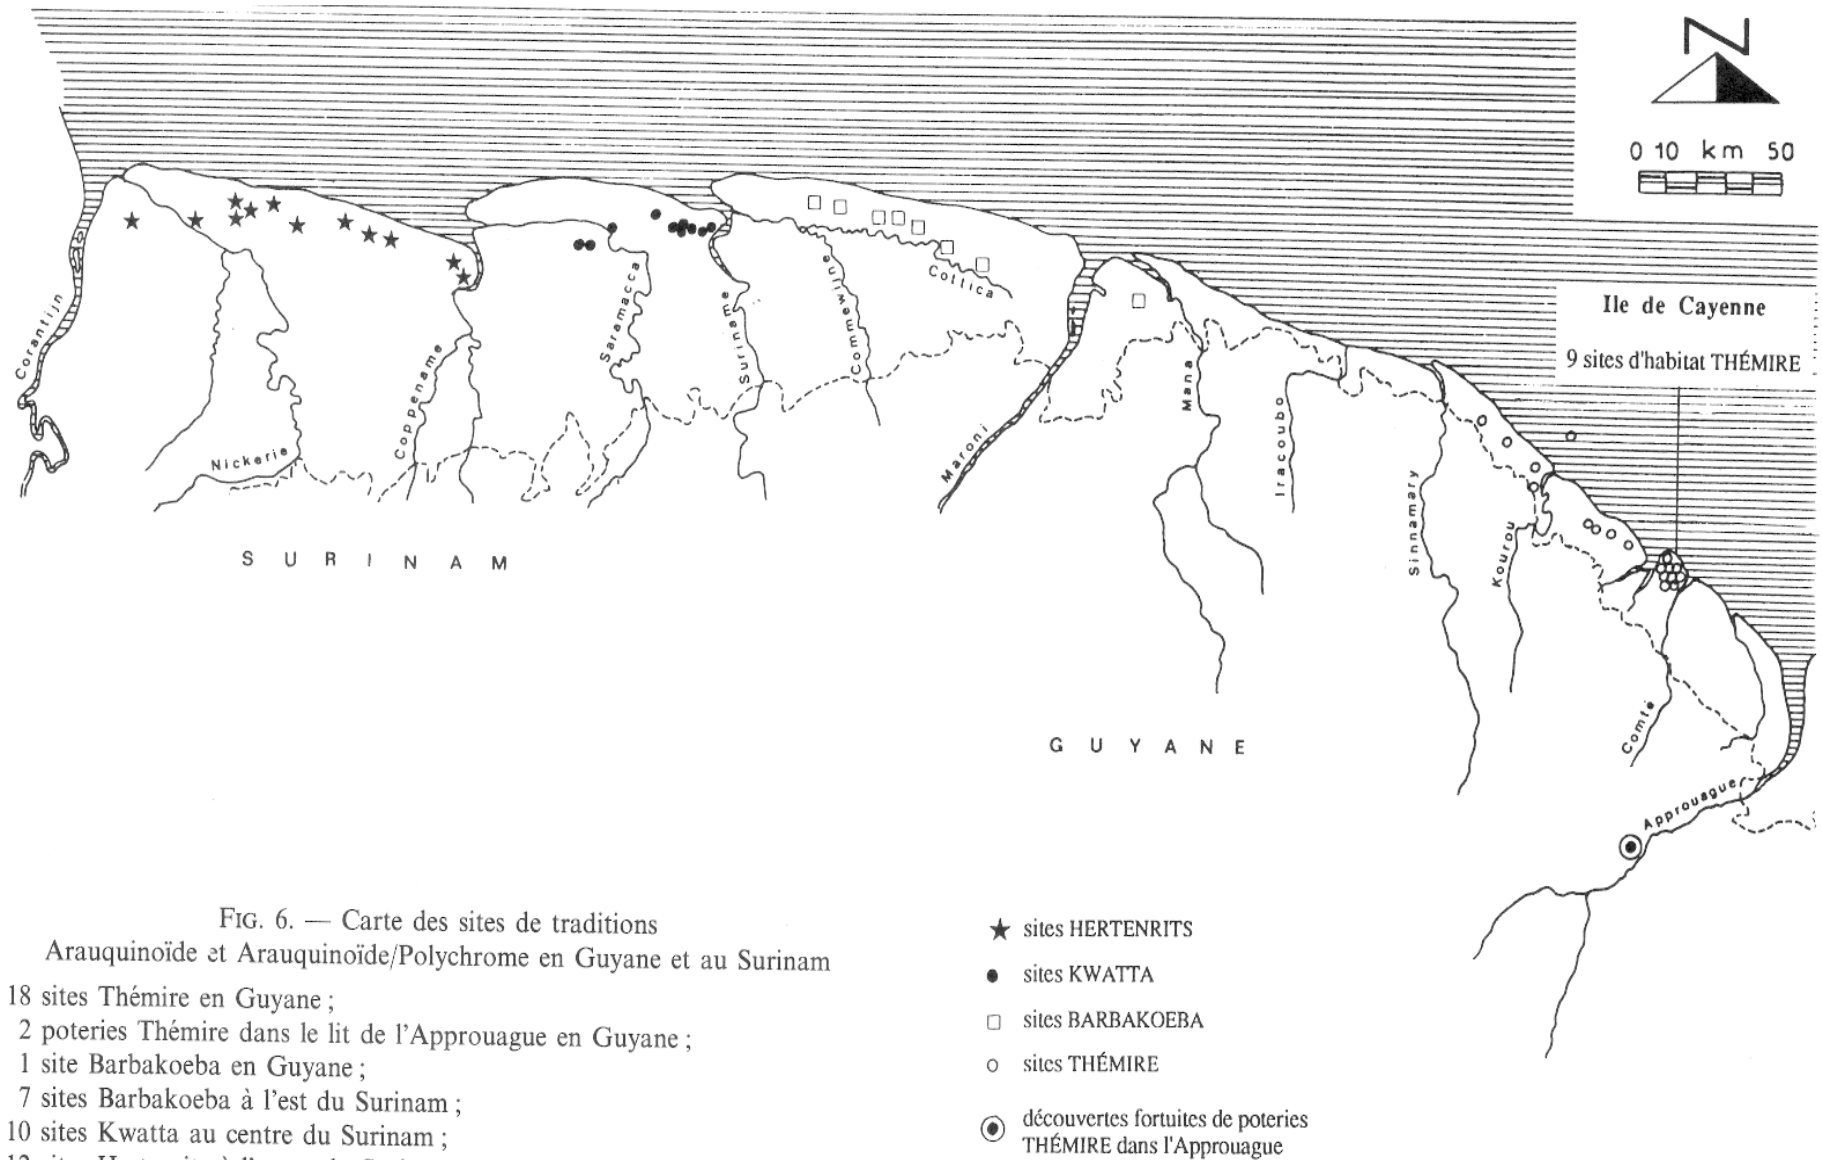 N
0 10 km 50
Ile de Cayenne
9 sites d'habitat THÉMIRE
Corantijn
Nickerie
Coppename
Saramacca
Suriname
Commewijne
Cottica
Maroni
Mana
Iracoubo
Sinnamary
Kourou
Comté
Approuague
SURINAM
GUYANE
FIG. 6. — Carte des sites de traditions
Arauquinoïde et Arauquinoïde/Polychrome en Guyane et au Surinam
18 sites Thémire en Guyane ;
2 poteries Thémire dans le lit de l'Approuague en Guyane ;
1 site Barbakoeba en Guyane ;
7 sites Barbakoeba à l'est du Surinam ;
10 sites Kwatta au centre du Surinam ;
sites HERTENRITS
sites KWATTA
sites BARBAKOEBA
sites THÉMIRE
découvertes fortuites de poteries
THÉMIRE dans l'Approuague